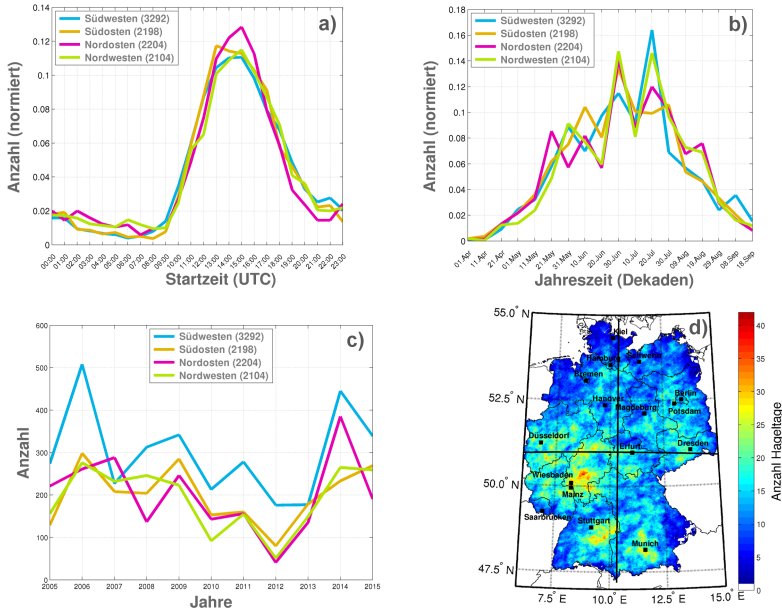 a)
Südwesten (3292)
Südosten (2198)
Nordosten (2204)
Nordwesten (2104)
Anzahl (normiert)
0.14
0.12
0.1
0.08
0.06
0.04
0.02
0
00:00 01:00 02:00 03:00 04:00 05:00 06:00 07:00 08:00 09:00 10:00 11:00 12:00 13:00 14:00 15:00 16:00 17:00 18:00 19:00 20:00 21:00 22:00 23:00
Startzeit (UTC)
b)
Südwesten (3292)
Südosten (2198)
Nordosten (2204)
Nordwesten (2104)
Anzahl (normiert)
0.18
0.16
0.14
0.12
0.1
0.08
0.06
0.04
0.02
0
01.Apr 11.Apr 21.Apr 01.May 11.May 21.May 31.May 10.Jun 20.Jun 30.Jun 10.Jul 20.Jul 30.Jul 09.Aug 19.Aug 29.Aug 08.Sep 18.Sep
Jahreszeit (Dekaden)
c)
Südwesten (3292)
Südosten (2198)
Nordosten (2204)
Nordwesten (2104)
Anzahl
600
500
400
300
200
100
0
2005 2006 2007 2008 2009 2010 2011 2012 2013 2014 2015
Jahre
d)
55.0° N
52.5° N
50.0° N
47.5° N
7.5° E 10.0° E 12.5° E 15.0° E
Kiel
Hamburg
Schwerin
Bremen
Berlin
Hanover
Magdeburg
Potsdam
Düsseldorf
Erfurt
Dresden
Wiesbaden
Mainz
Saarbrücken
Stuttgart
Munich
40
35
30
25
20
15
10
5
0
Anzahl Hageltage